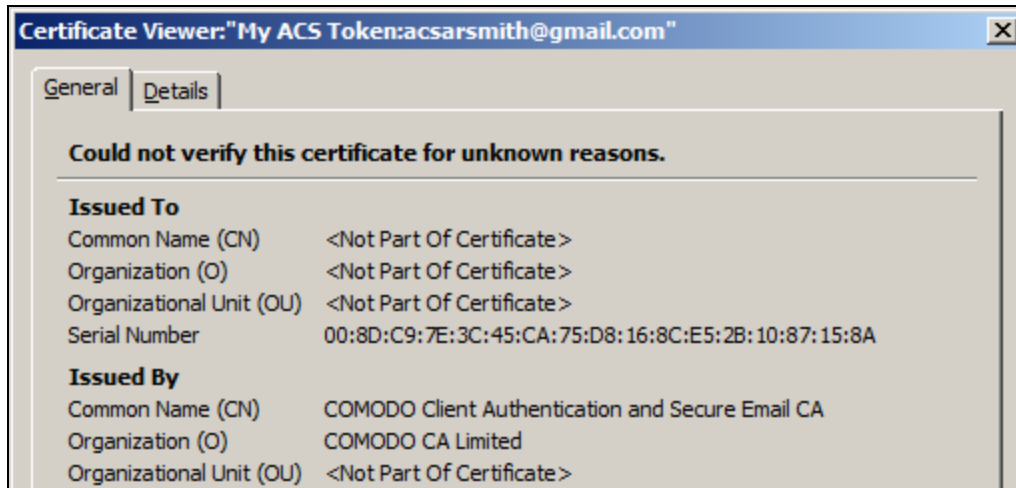 Certificate Viewer:"My ACS Token:acsarsmith@gmail.com"
General Details
Could not verify this certificate for unknown reasons.
Issued To
Common Name (CN) <Not Part Of Certificate>
Organization (O) <Not Part Of Certificate>
Organizational Unit (OU) <Not Part Of Certificate>
Serial Number 00:8D:C9:7E:3C:45:CA:75:D8:16:8C:E5:2B:10:87:15:8A
Issued By
Common Name (CN) COMODO Client Authentication and Secure Email CA
Organization (O) COMODO CA Limited
Organizational Unit (OU) <Not Part Of Certificate>